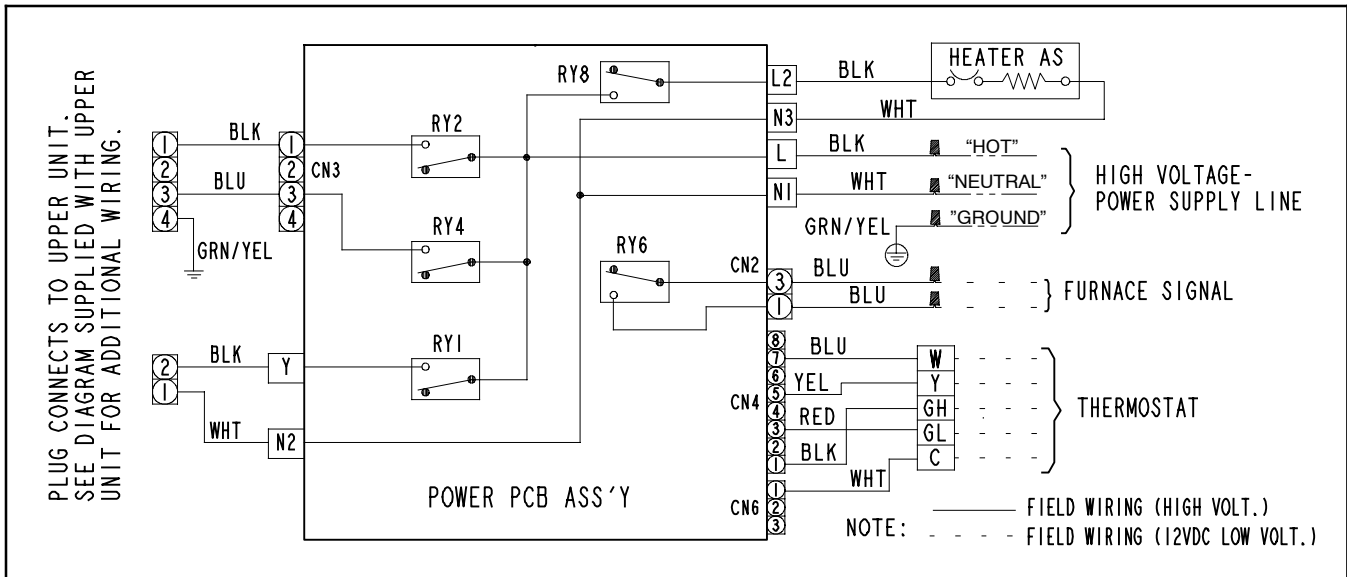 PLUG CONNECTS TO UPPER UNIT.
SEE DIAGRAM SUPPLIED WITH UPPER
UNIT FOR ADDITIONAL WIRING.
1
2
3
4
BLK
BLU
GRN/YEL
1
2
3
4
CN3
2
1
BLK
WHT
Y
N2
RY2
RY4
RY1
RY8
RY6
POWER PCB ASS'Y
L2
N3
L
N1
BLK
HEATER AS
WHT
BLK
"HOT"
WHT
"NEUTRAL"
GRN/YEL
"GROUND"
HIGH VOLTAGE-
POWER SUPPLY LINE
CN2
3
1
BLU
BLU
FURNACE SIGNAL
CN4
8
7
6
5
4
3
2
1
BLU
YEL
RED
BLK
WHT
W
Y
GH
GL
C
THERMOSTAT
CN6
1
2
3
NOTE:
FIELD WIRING (HIGH VOLT.)
FIELD WIRING (12VDC LOW VOLT.)